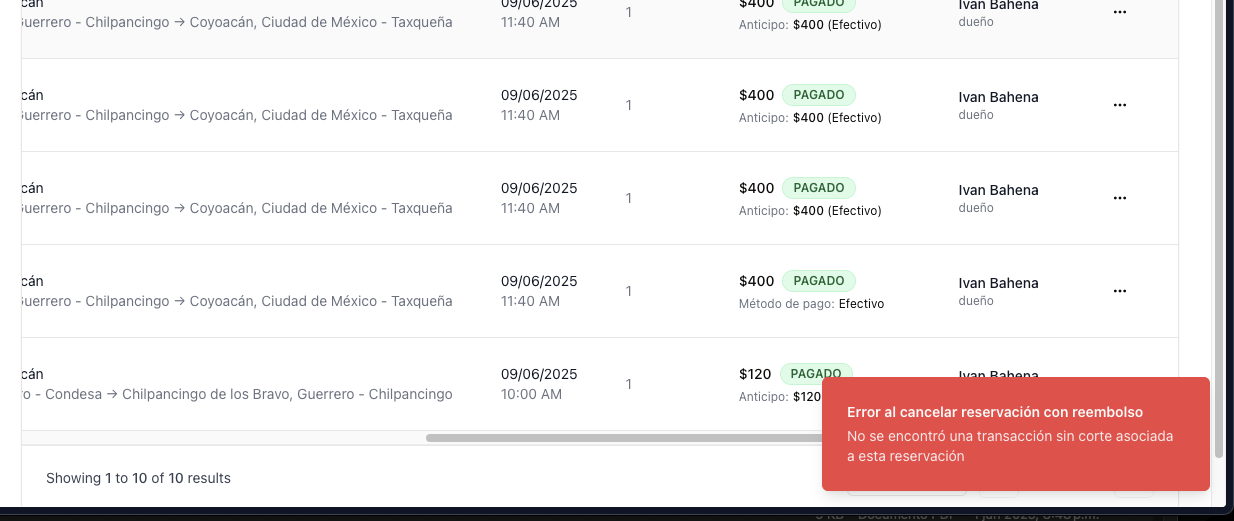 cán 09/06/2025 1 $400 PAGADO Ivan Bahena ...
Guerrero - Chilpancingo → Coyoacán, Ciudad de México - Taxqueña 11:40 AM Anticipo: $400 (Efectivo) dueño
cán 09/06/2025 1 $400 PAGADO Ivan Bahena ...
Guerrero - Chilpancingo → Coyoacán, Ciudad de México - Taxqueña 11:40 AM Anticipo: $400 (Efectivo) dueño
cán 09/06/2025 1 $400 PAGADO Ivan Bahena ...
Guerrero - Chilpancingo → Coyoacán, Ciudad de México - Taxqueña 11:40 AM Anticipo: $400 (Efectivo) dueño
cán 09/06/2025 1 $400 PAGADO Ivan Bahena ...
Guerrero - Chilpancingo → Coyoacán, Ciudad de México - Taxqueña 11:40 AM Método de pago: Efectivo dueño
cán 09/06/2025 1 $120 PAGADO Ivan Bahena
ro - Condesa → Chilpancingo de los Bravo, Guerrero - Chilpancingo 10:00 AM Anticipo: $120
Error al cancelar reservación con reembolso
No se encontró una transacción sin corte asociada
a esta reservación
Showing 1 to 10 of 10 results